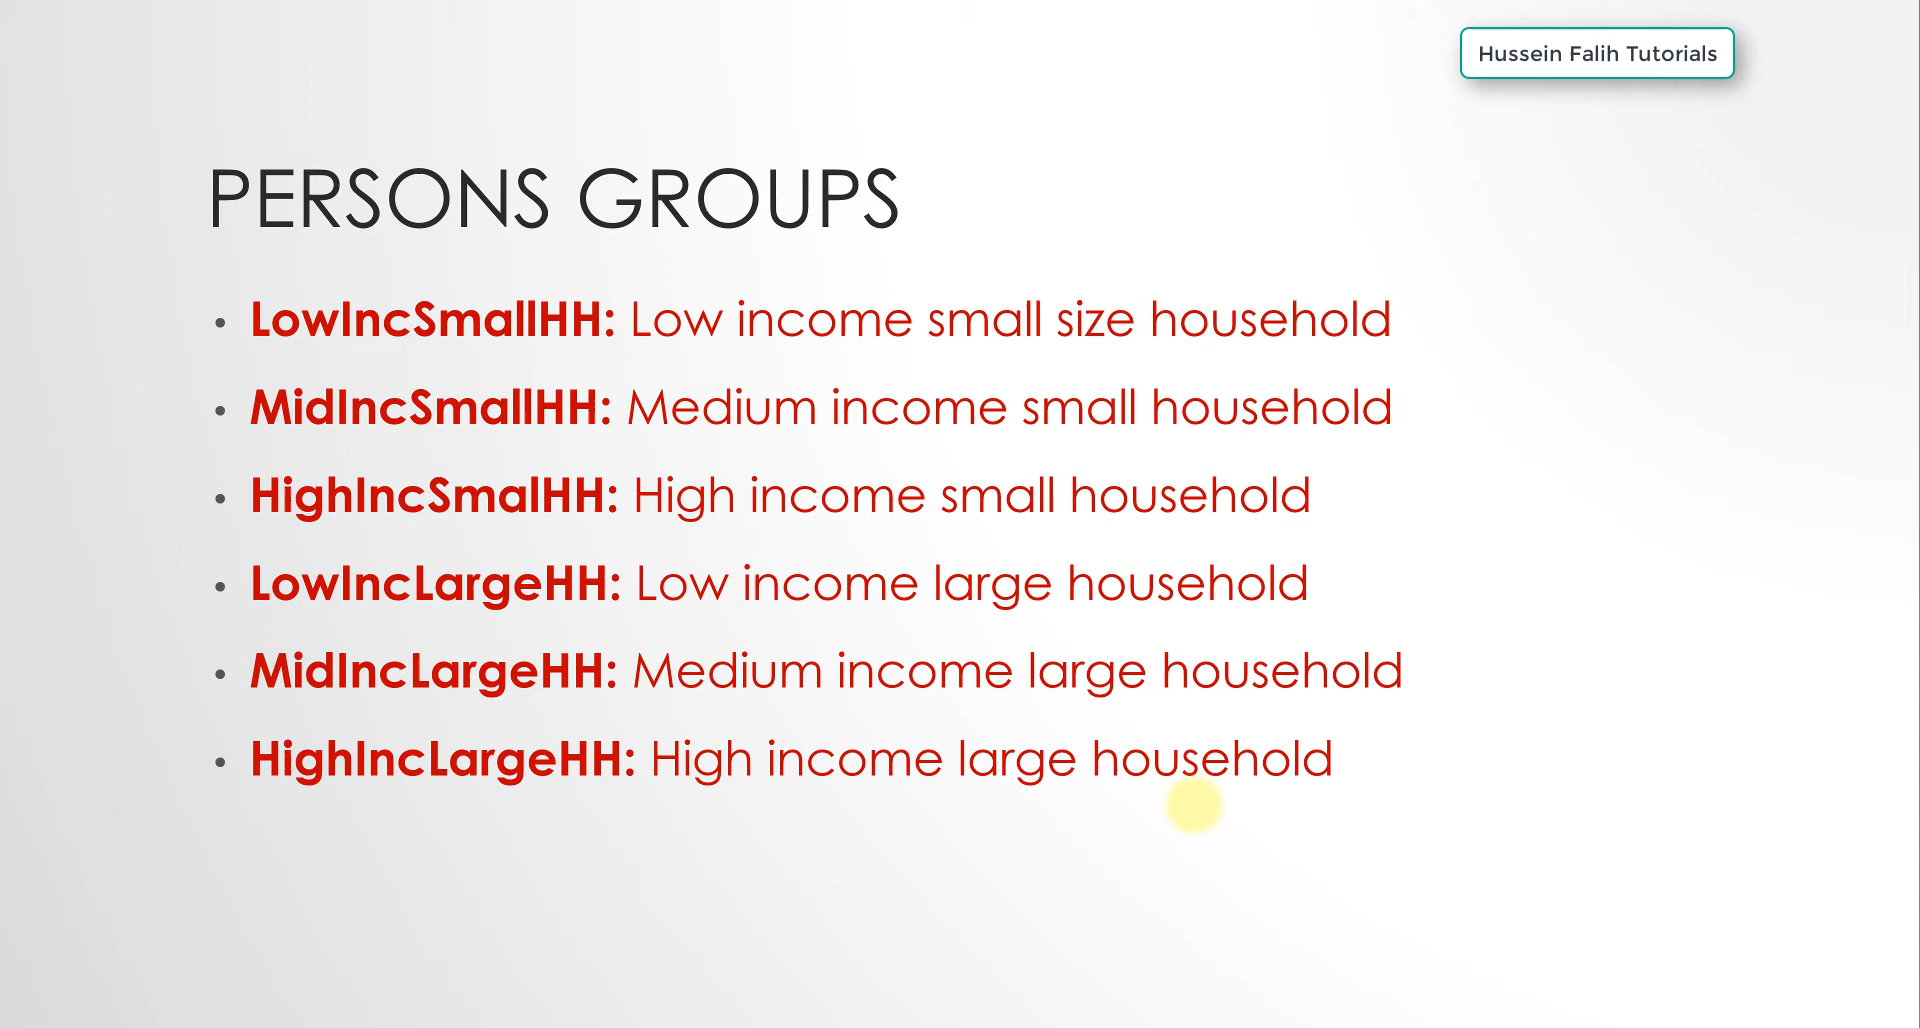 Hussein Falih Tutorials
PERSONS GROUPS
• LowIncSmallHH: Low income small size household
• MidIncSmallHH: Medium income small household
• HighIncSmalHH: High income small household
• LowIncLargeHH: Low income large household
• MidIncLargeHH: Medium income large household
• HighIncLargeHH: High income large household